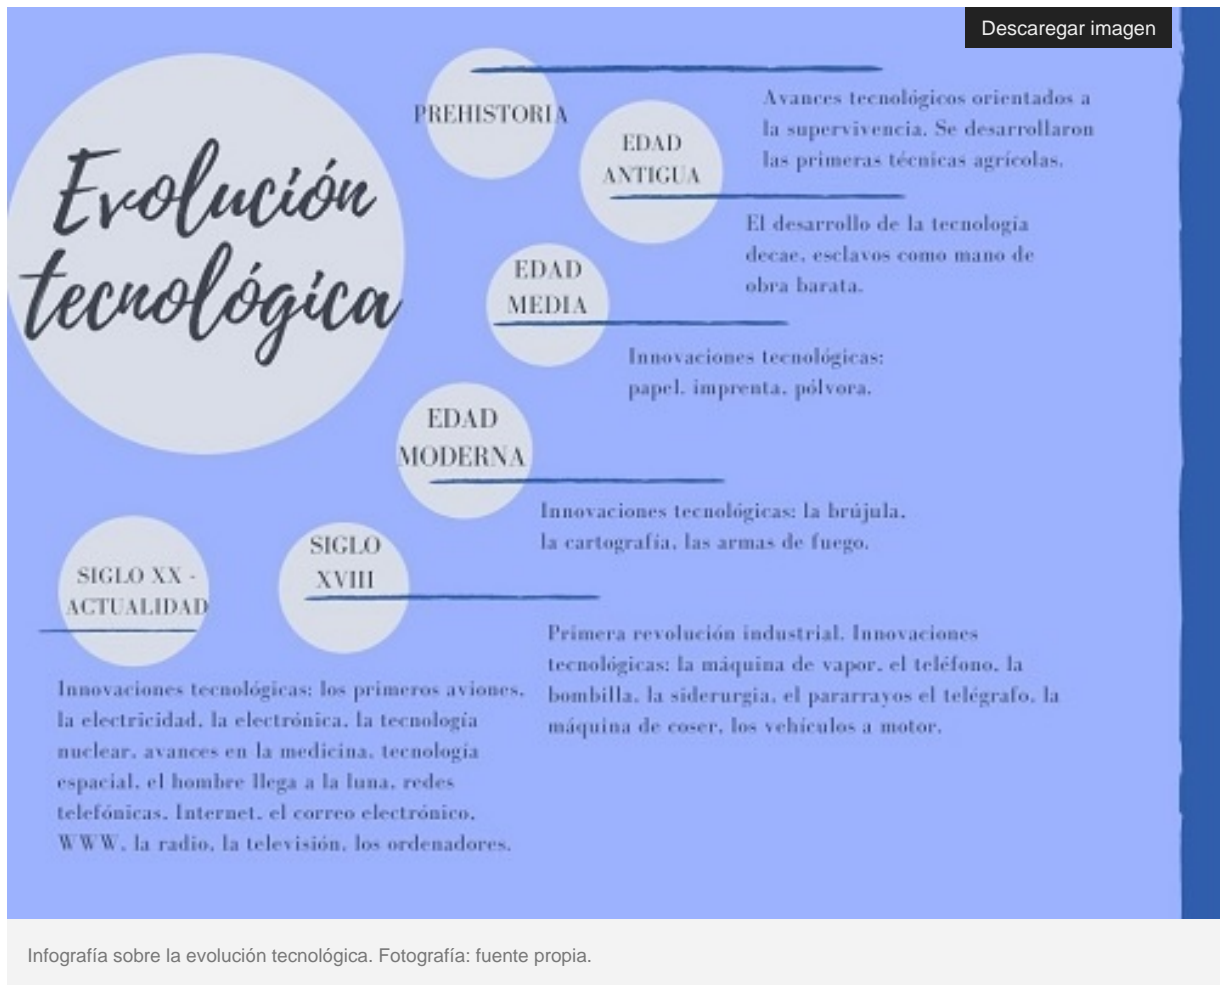 Descaregar imagen
Evolución
tecnológica
PREHISTORIA
Avances tecnológicos orientados a
la supervivencia. Se desarrollaron
las primeras técnicas agrícolas.
EDAD
ANTIGUA
El desarrollo de la tecnología
decae, esclavos como mano de
obra barata.
EDAD
MEDIA
Innovaciones tecnológicas:
papel, imprenta, pólvora.
EDAD
MODERNA
Innovaciones tecnológicas: la brújula,
la cartografía, las armas de fuego.
SIGLO
XVIII
Primera revolución industrial. Innovaciones
tecnológicas: la máquina de vapor, el teléfono, la
bombilla, la siderurgia, el pararrayos el telégrafo, la
máquina de coser, los vehículos a motor.
SIGLO XX -
ACTUALIDAD
Innovaciones tecnológicas: los primeros aviones,
la electricidad, la electrónica, la tecnología
nuclear, avances en la medicina, tecnología
espacial, el hombre llega a la luna, redes
telefónicas, Internet, el correo electrónico,
WWW, la radio, la televisión, los ordenadores.
Infografía sobre la evolución tecnológica. Fotografía: fuente propia.